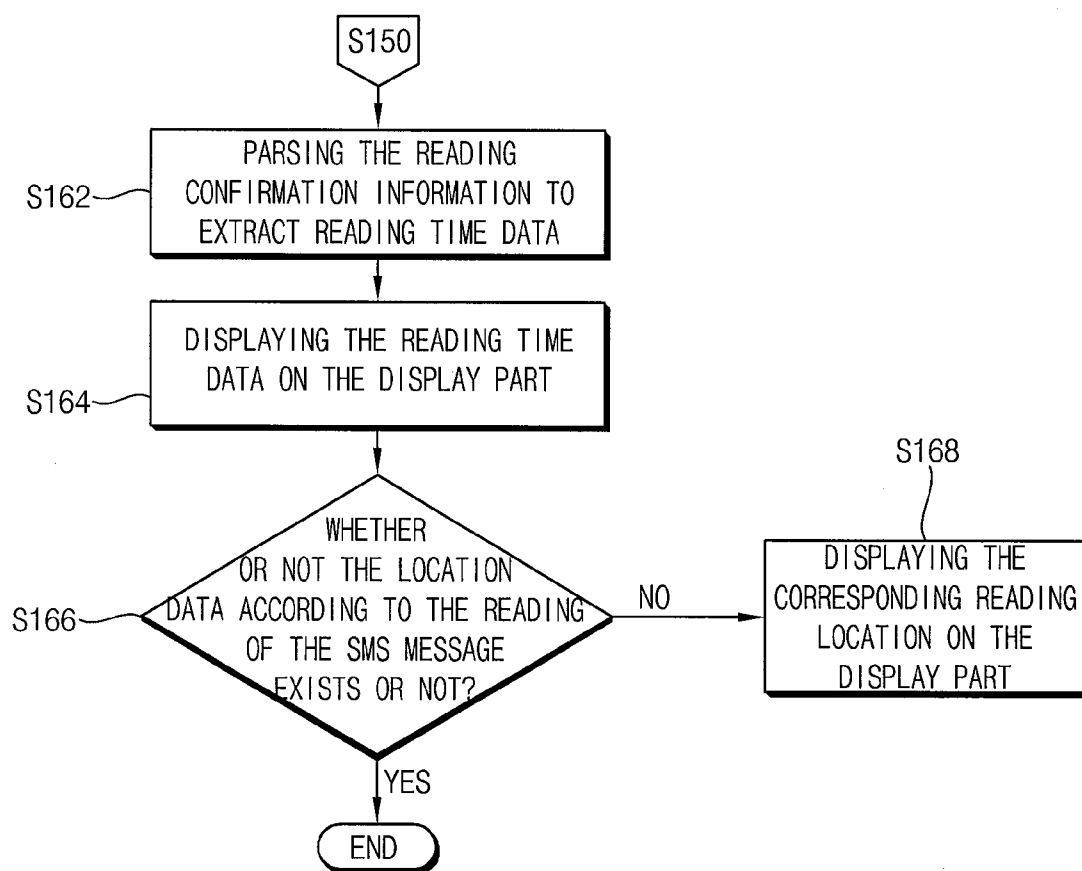 S150
S162
PARSING THE READING
CONFIRMATION INFORMATION TO
EXTRACT READING TIME DATA
S164
DISPLAYING THE READING TIME
DATA ON THE DISPLAY PART
S166
WHETHER
OR NOT THE LOCATION
DATA ACCORDING TO THE READING
OF THE SMS MESSAGE
EXISTS OR NOT?
NO
S168
DISPLAYING THE
CORRESPONDING READING
LOCATION ON THE
DISPLAY PART
YES
END